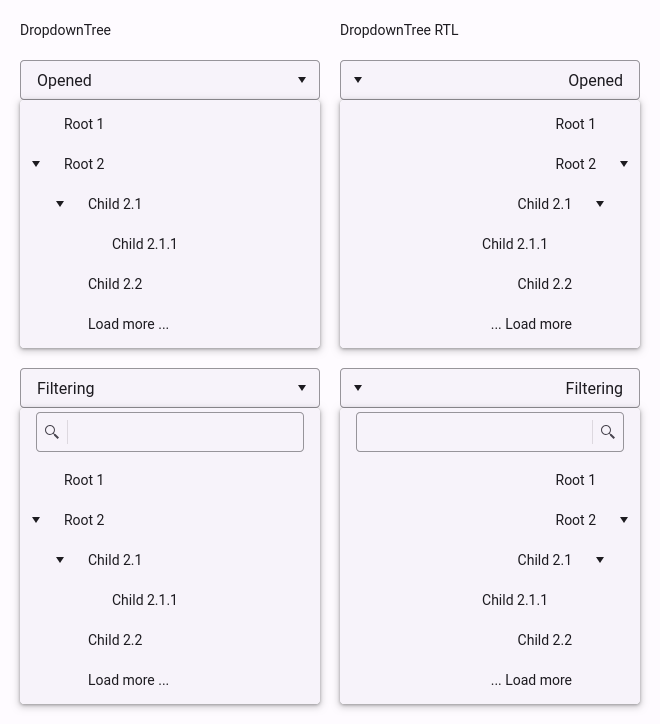 DropdownTree
Opened
Root 1
Root 2
Child 2.1
Child 2.1.1
Child 2.2
Load more ...
Filtering
Root 1
Root 2
Child 2.1
Child 2.1.1
Child 2.2
Load more ...
DropdownTree RTL
Opened
Root 1
Root 2
Child 2.1
Child 2.1.1
Child 2.2
... Load more
Filtering
Root 1
Root 2
Child 2.1
Child 2.1.1
Child 2.2
... Load more